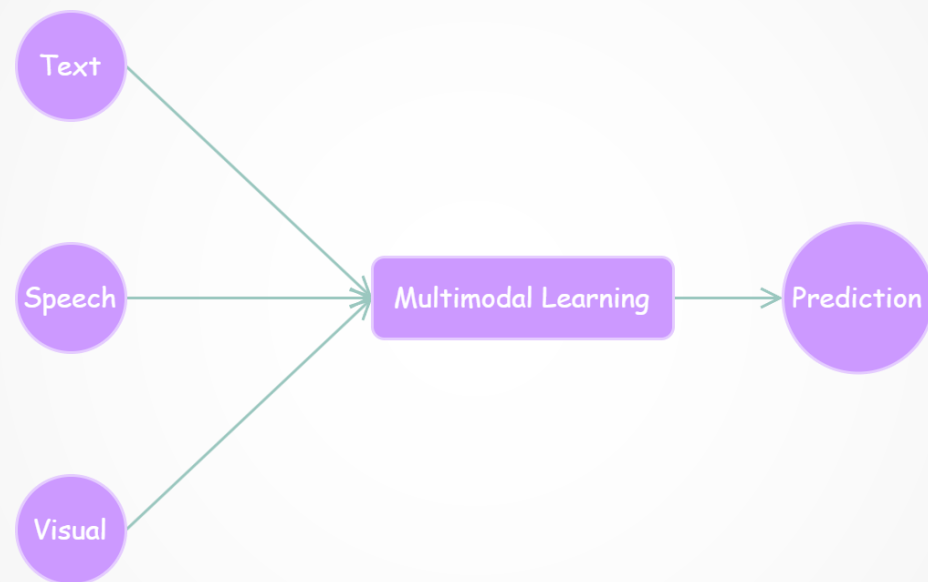 Text
Speech
Multimodal Learning
Prediction
Visual